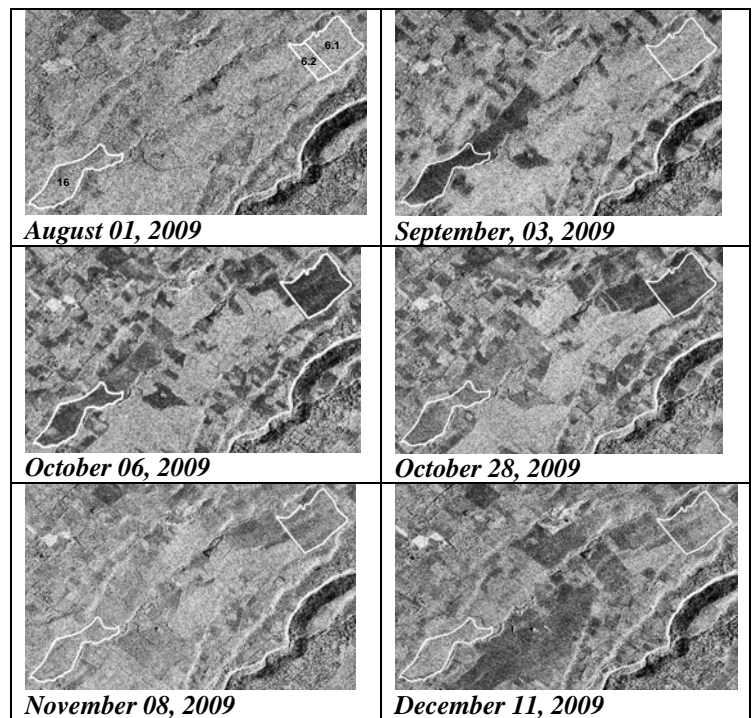 6.1
6.2
16
August 01, 2009
September, 03, 2009
October 06, 2009
October 28, 2009
November 08, 2009
December 11, 2009